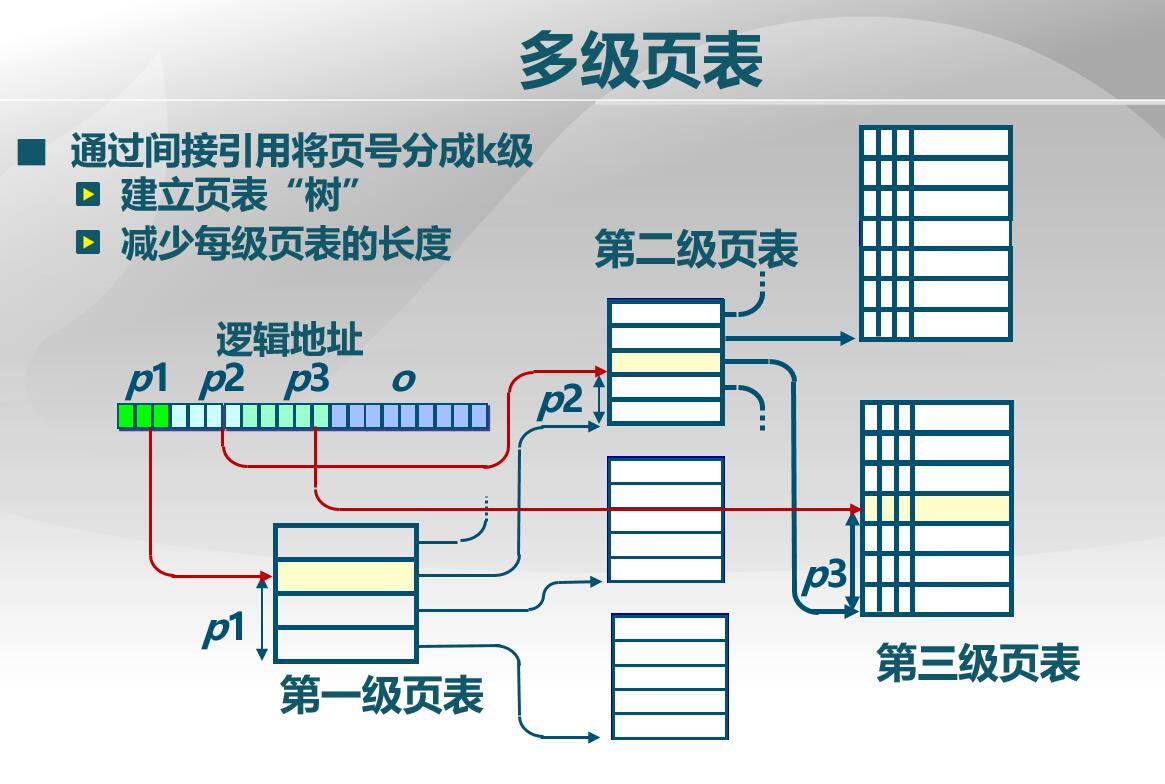 多级页表
通过间接引用将页号分成k级
建立页表“树”
减少每级页表的长度
第二级页表
逻辑地址
p1 p2 p3 o
p2
p3
p1
第三级页表
第一级页表